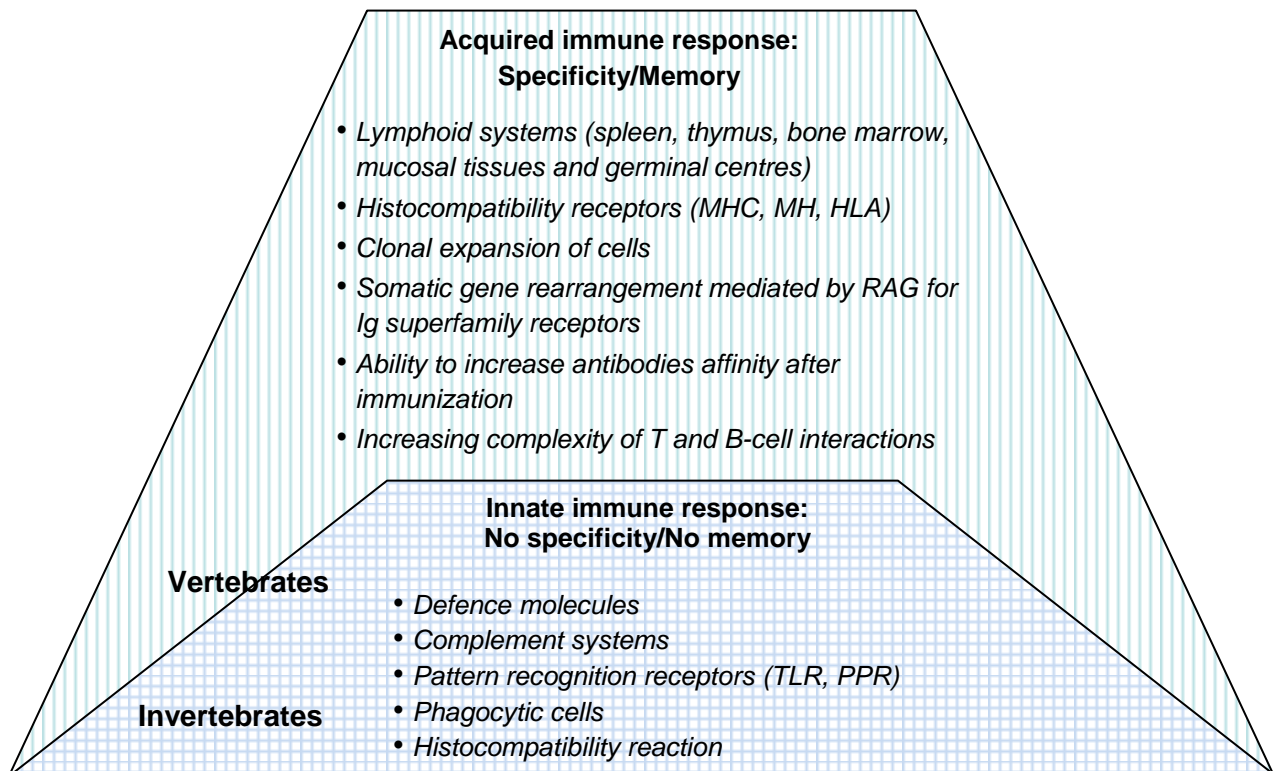 Acquired immune response:
Specificity/Memory
• Lymphoid systems (spleen, thymus, bone marrow,
mucosal tissues and germinal centres)
• Histocompatibility receptors (MHC, MH, HLA)
• Clonal expansion of cells
• Somatic gene rearrangement mediated by RAG for
Ig superfamily receptors
• Ability to increase antibodies affinity after
immunization
• Increasing complexity of T and B-cell interactions
Innate immune response:
No specificity/No memory
Vertebrates
• Defence molecules
• Complement systems
• Pattern recognition receptors (TLR, PPR)
Invertebrates
• Phagocytic cells
• Histocompatibility reaction